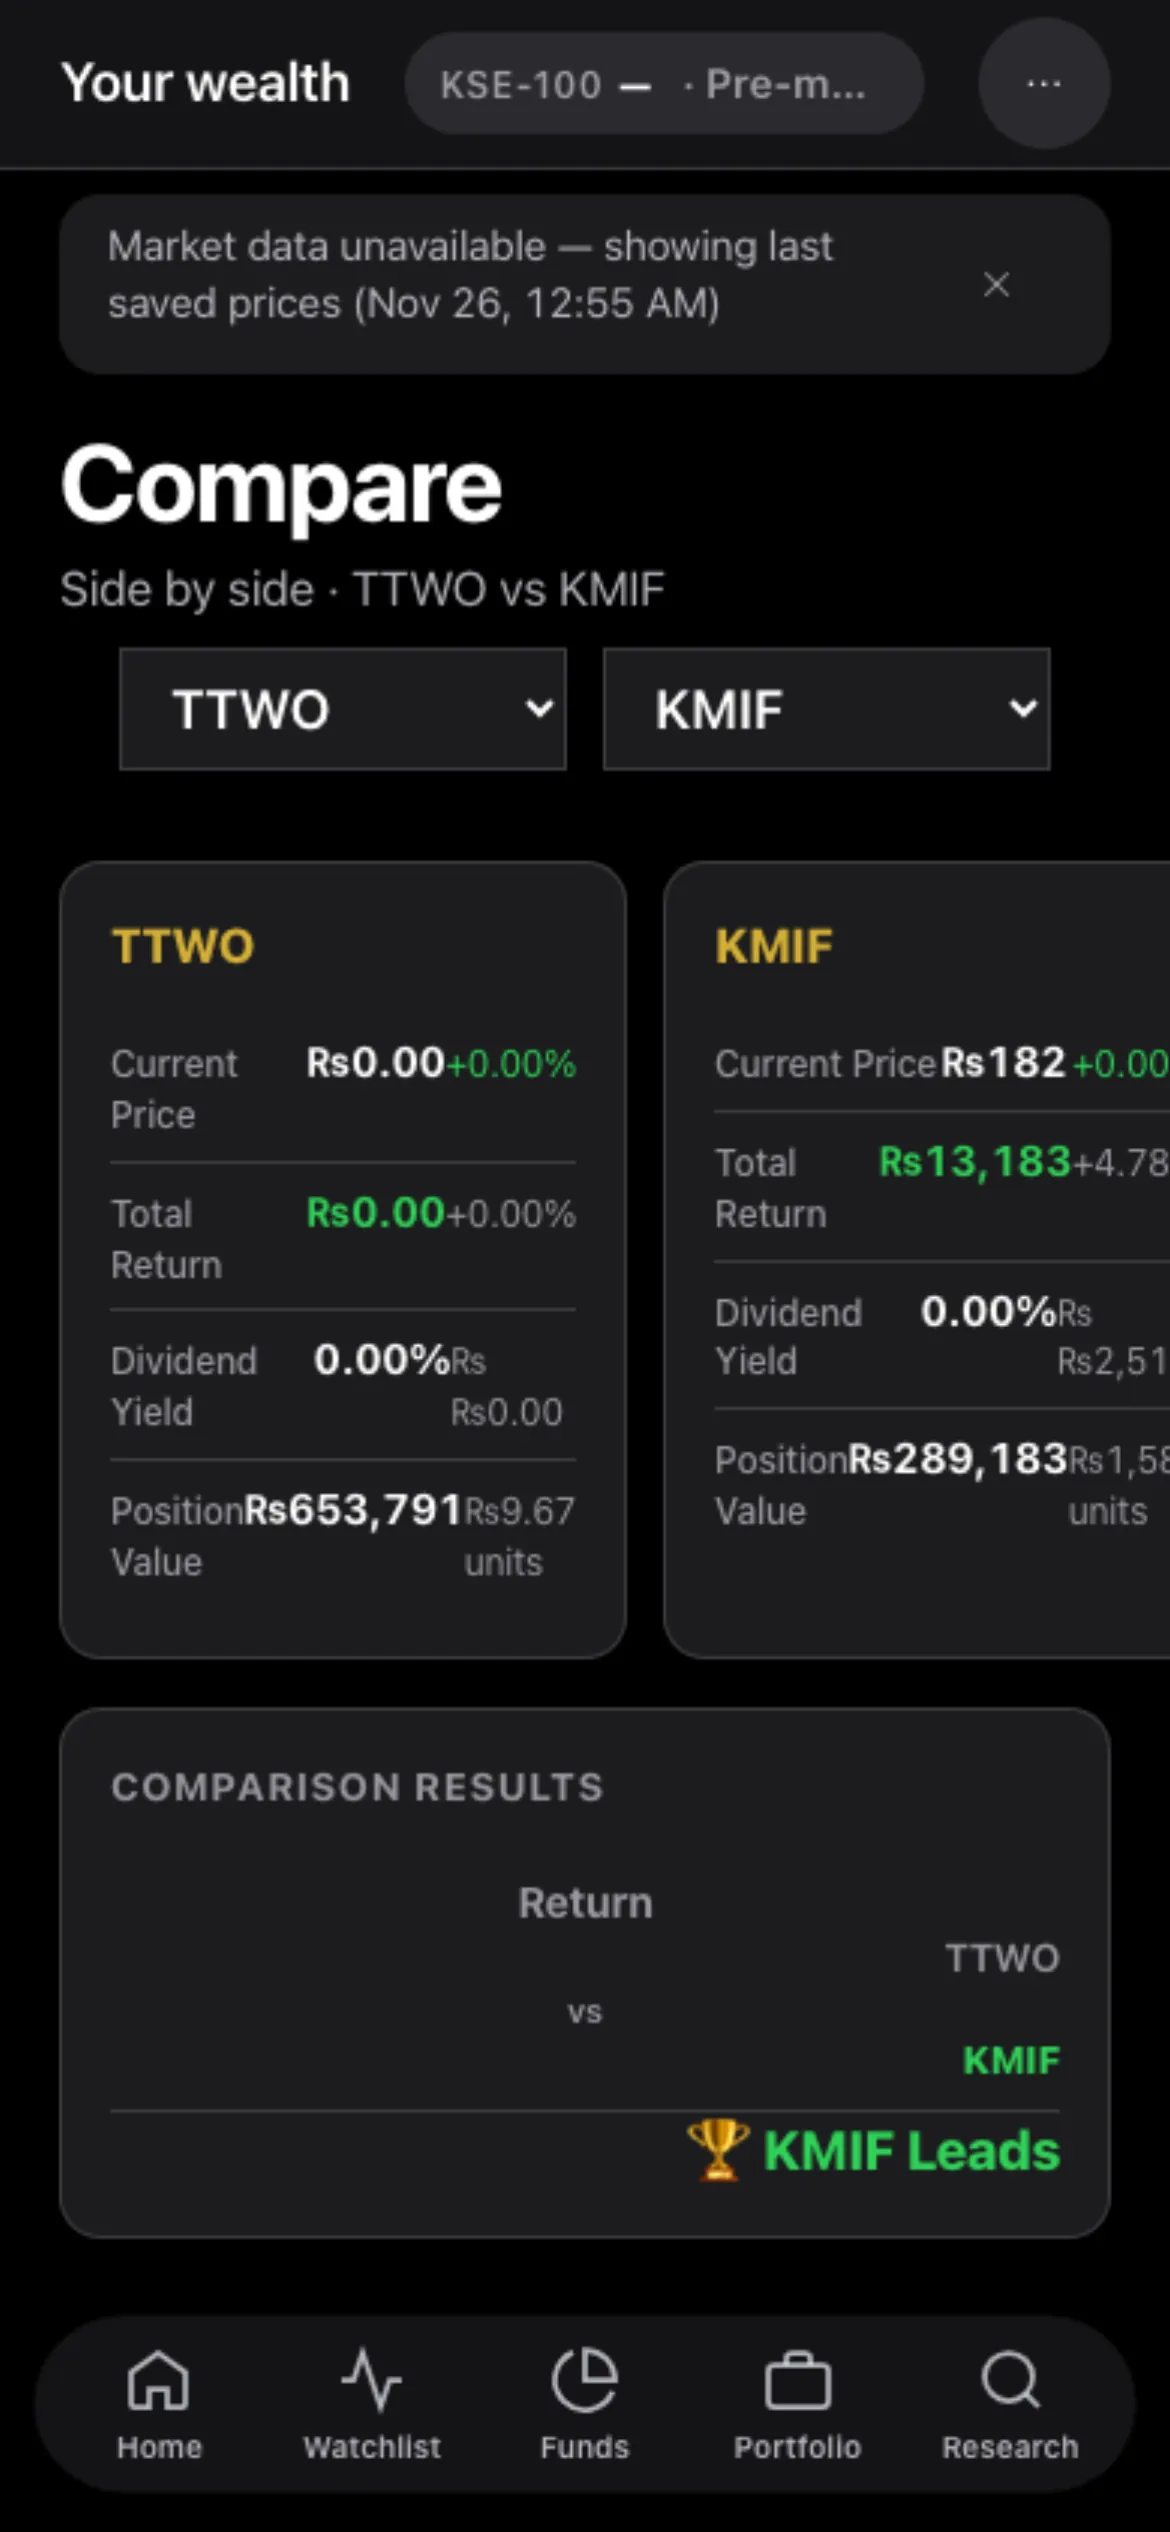 Your wealth
KSE-100 — · Pre-m...
...
Market data unavailable — showing last
saved prices (Nov 26, 12:55 AM)
×
Compare
Side by side · TTWO vs KMIF
TTWO
KMIF
TTWO
Current Price Rs0.00 +0.00%
Total Return Rs0.00 +0.00%
Dividend Yield 0.00% Rs Rs0.00
Position Value Rs653,791 Rs9.67 units
KMIF
Current Price Rs182 +0.00
Total Return Rs13,183 +4.78
Dividend Yield 0.00% Rs Rs2,51
Position Value Rs289,183 Rs1,58 units
COMPARISON RESULTS
Return
TTWO
vs
KMIF
🏆 KMIF Leads
Home
Watchlist
Funds
Portfolio
Research